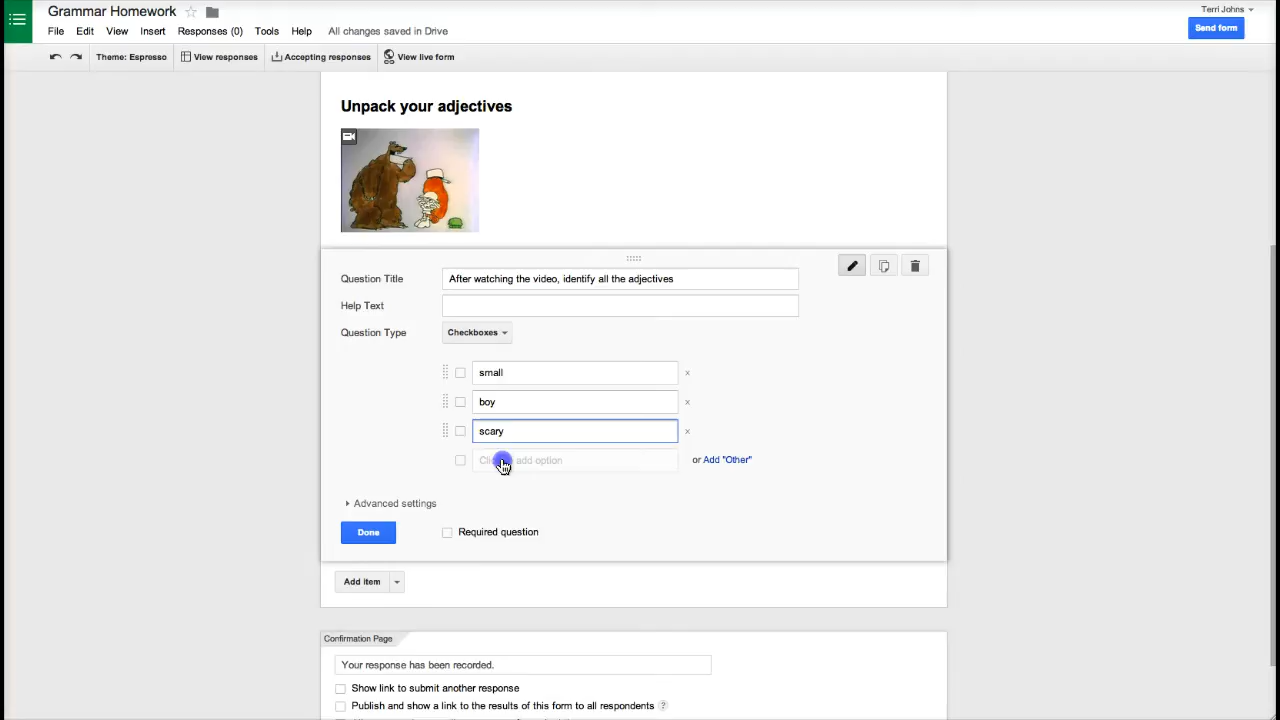 Grammar Homework
Terri Johns
File Edit View Insert Responses (0) Tools Help All changes saved in Drive
Send form
Theme: Espresso View responses Accepting responses View live form
Unpack your adjectives
Question Title After watching the video, identify all the adjectives
Help Text
Question Type Checkboxes
small x
boy x
scary x
add option or Add "Other"
Advanced settings
Done Required question
Add item
Confirmation Page
Your response has been recorded.
Show link to submit another response
Publish and show a link to the results of this form to all respondents ?